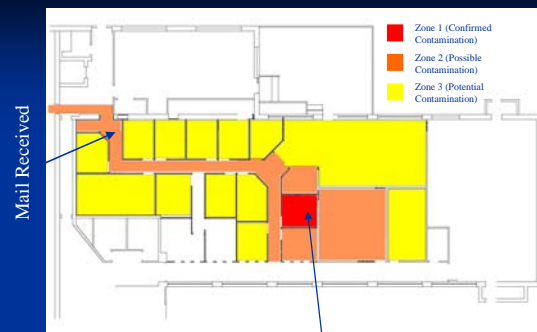 Mail Received
Zone 1 (Confirmed
Contamination)
Zone 2 (Possible
Contamination)
Zone 3 (Potential
Contamination)